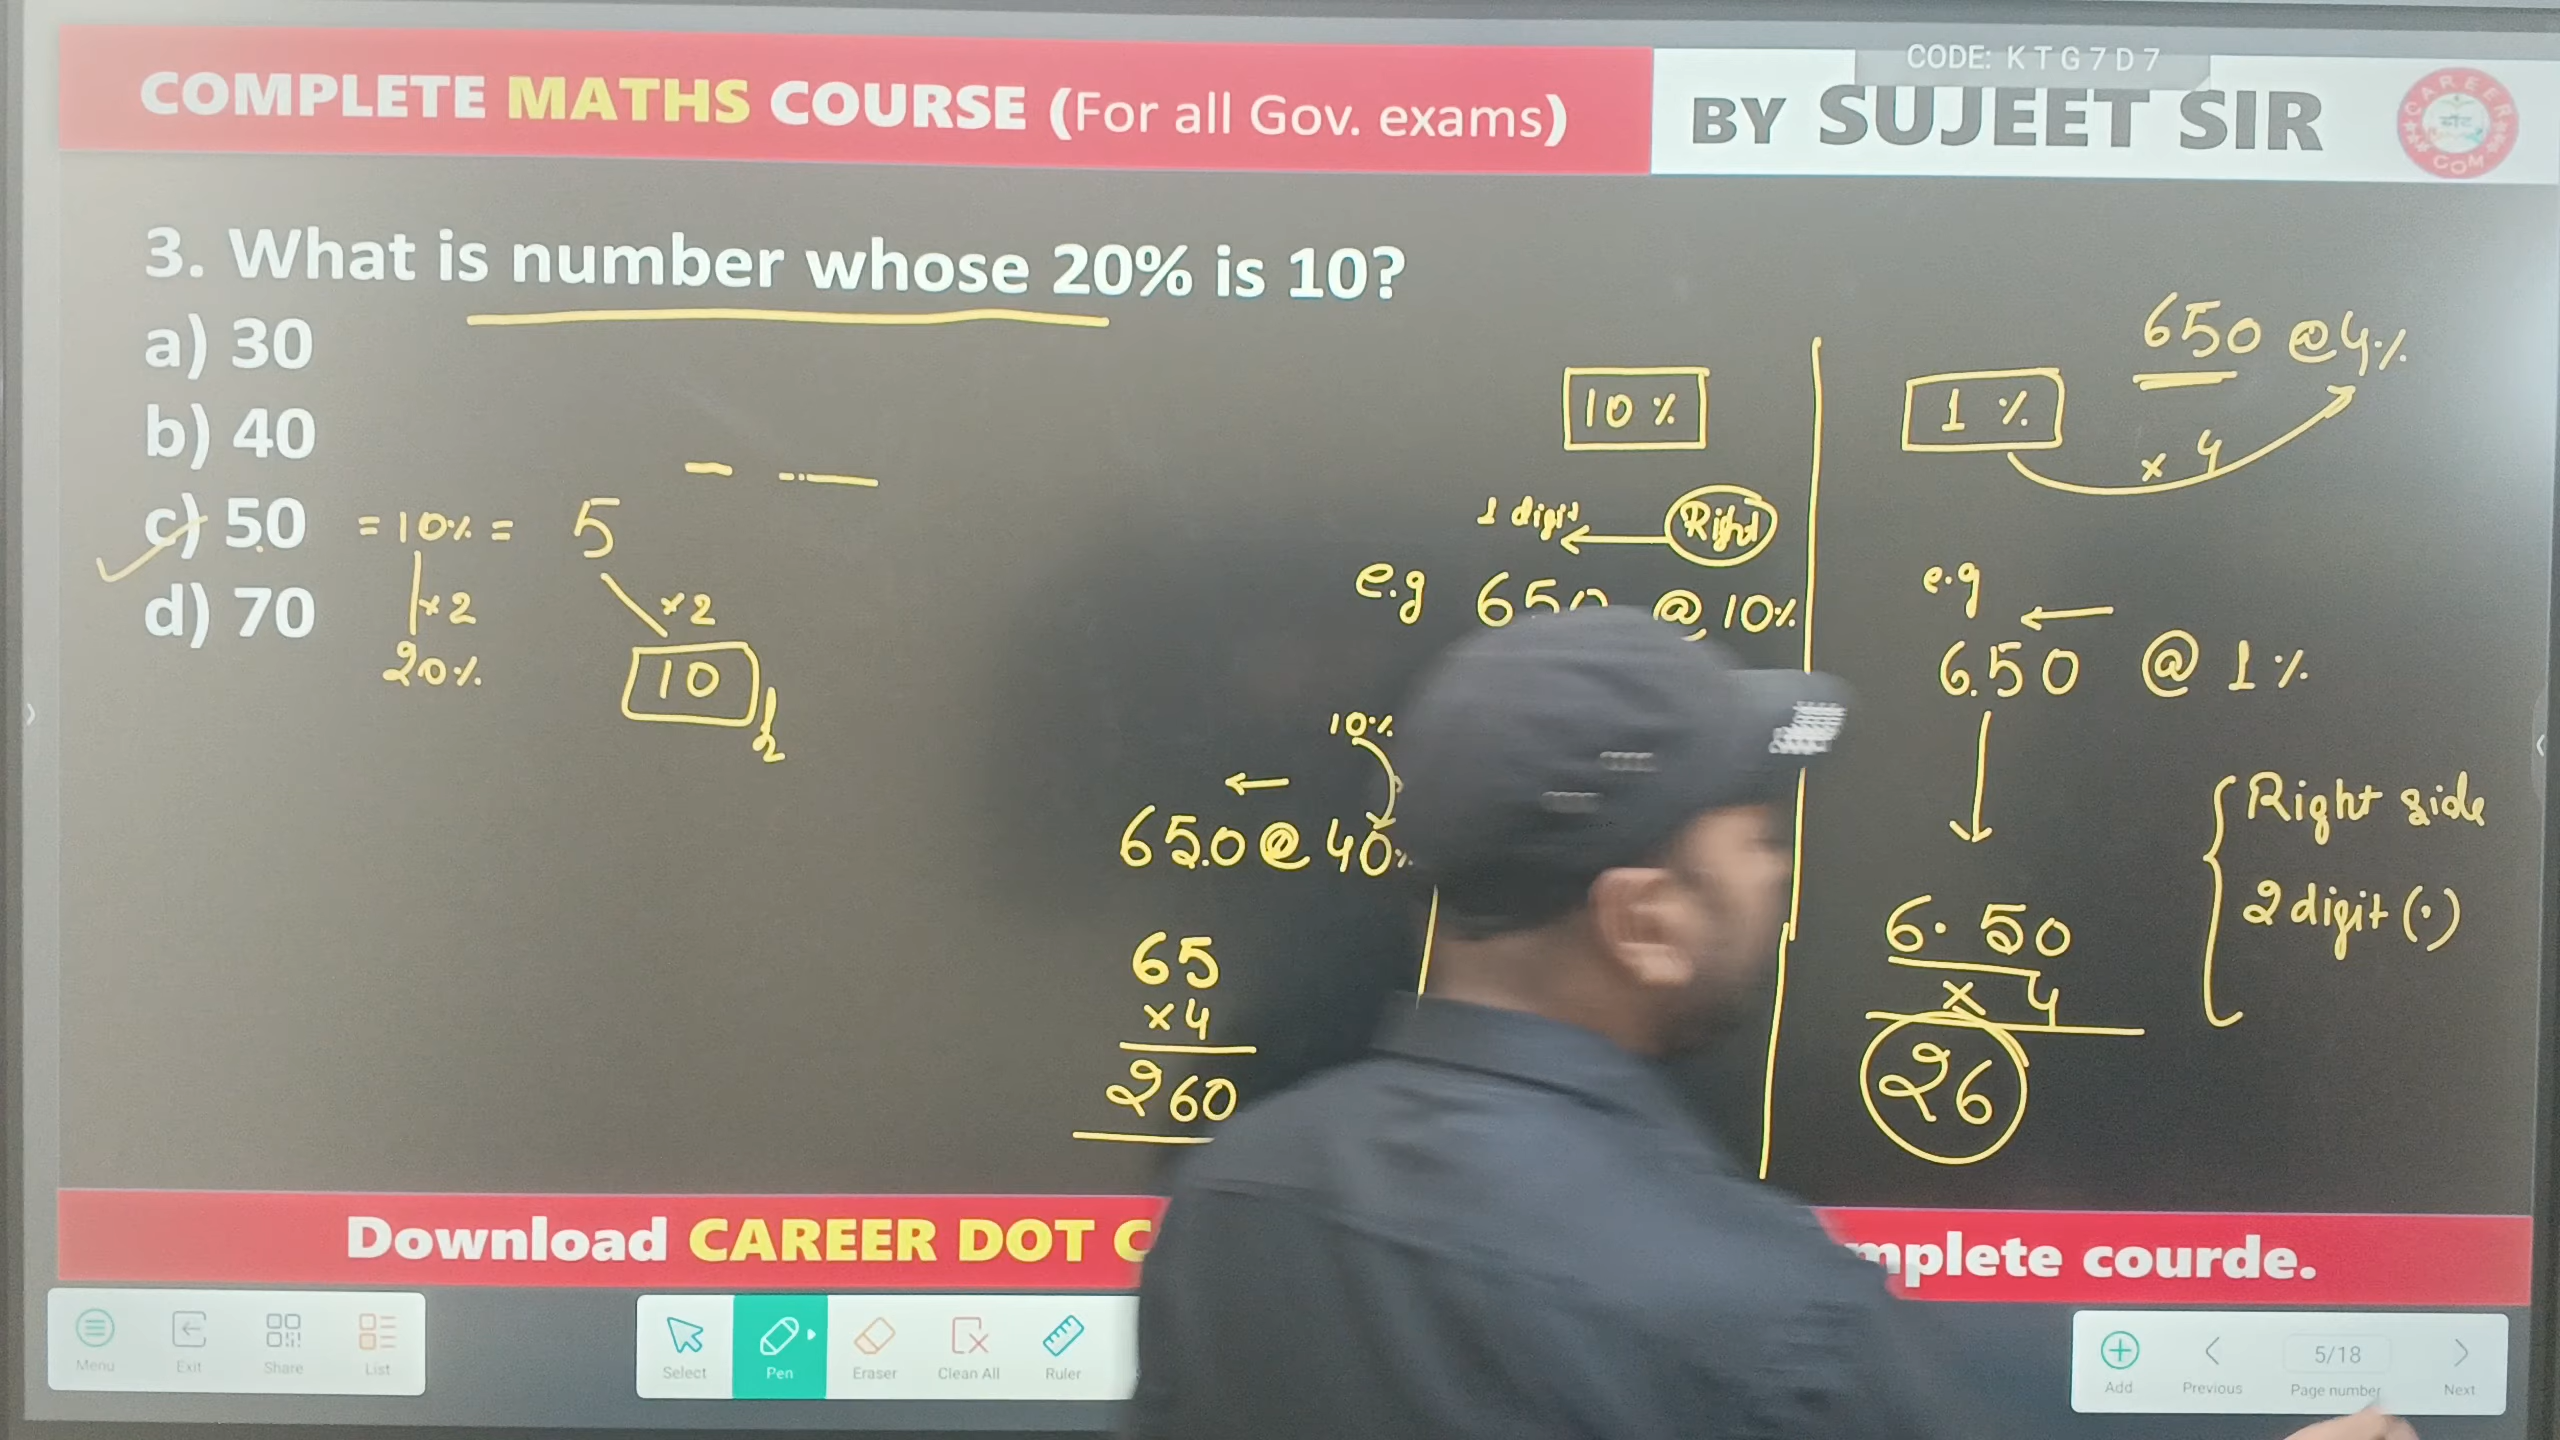 CODE: KTG7D7
COMPLETE MATHS COURSE (For all Gov. exams)
BY SUJEET SIR
CAREER
डॉट
COM
3. What is number whose 20% is 10?
a) 30
b) 40
c) 50 = 10% = 5
d) 70
×2
20%
×2
10
10%
1 digit ← Right
e.g 650 @ 10%
10%
←
65.0 @ 40%
65
×4
260
650 @ 4%
1%
× 4
e.g
←
6.50 @ 1%
6.50
× 4
26
Right side
2 digit (.)
Download CAREER DOT C
mplete courde.
Menu
Exit
Share
List
Select
Pen
Eraser
Clean All
Ruler
Add
Previous
5/18
Page number
Next